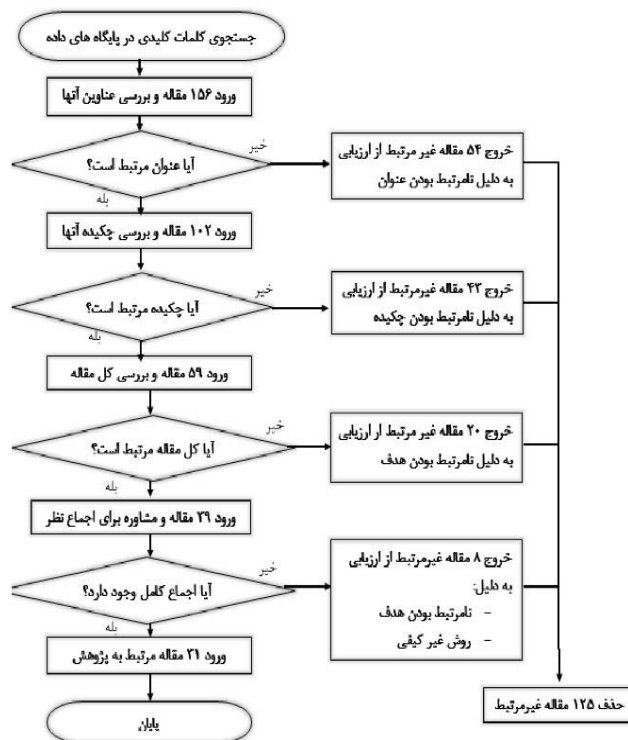 جستجوی کلمات کلیدی در پایگاه های داده
ورود ۱۵۶ مقاله و بررسی عناوین آنها
آیا عنوان مرتبط است؟
خیر
خروج ۵۴ مقاله غیر مرتبط از ارزیابی
به دلیل نامرتبط بودن عنوان
بله
ورود ۱۰۲ مقاله و بررسی چکیده آنها
آیا چکیده مرتبط است؟
خیر
خروج ۴۳ مقاله غیرمرتبط از ارزیابی
به دلیل نامرتبط بودن چکیده
بله
ورود ۵۹ مقاله و بررسی کل مقاله
آیا کل مقاله مرتبط است؟
خیر
خروج ۲۰ مقاله غیر مرتبط از ارزیابی
به دلیل نامرتبط بودن هدف
بله
ورود ۳۹ مقاله و مشاوره برای اجماع نظر
آیا اجماع کامل وجود دارد؟
خیر
خروج ۸ مقاله غیرمرتبط از ارزیابی
به دلیل:
- نامرتبط بودن هدف
- روش غیر کیفی
بله
ورود ۳۱ مقاله مرتبط به پژوهش
حذف ۱۲۵ مقاله غیرمرتبط
پایان